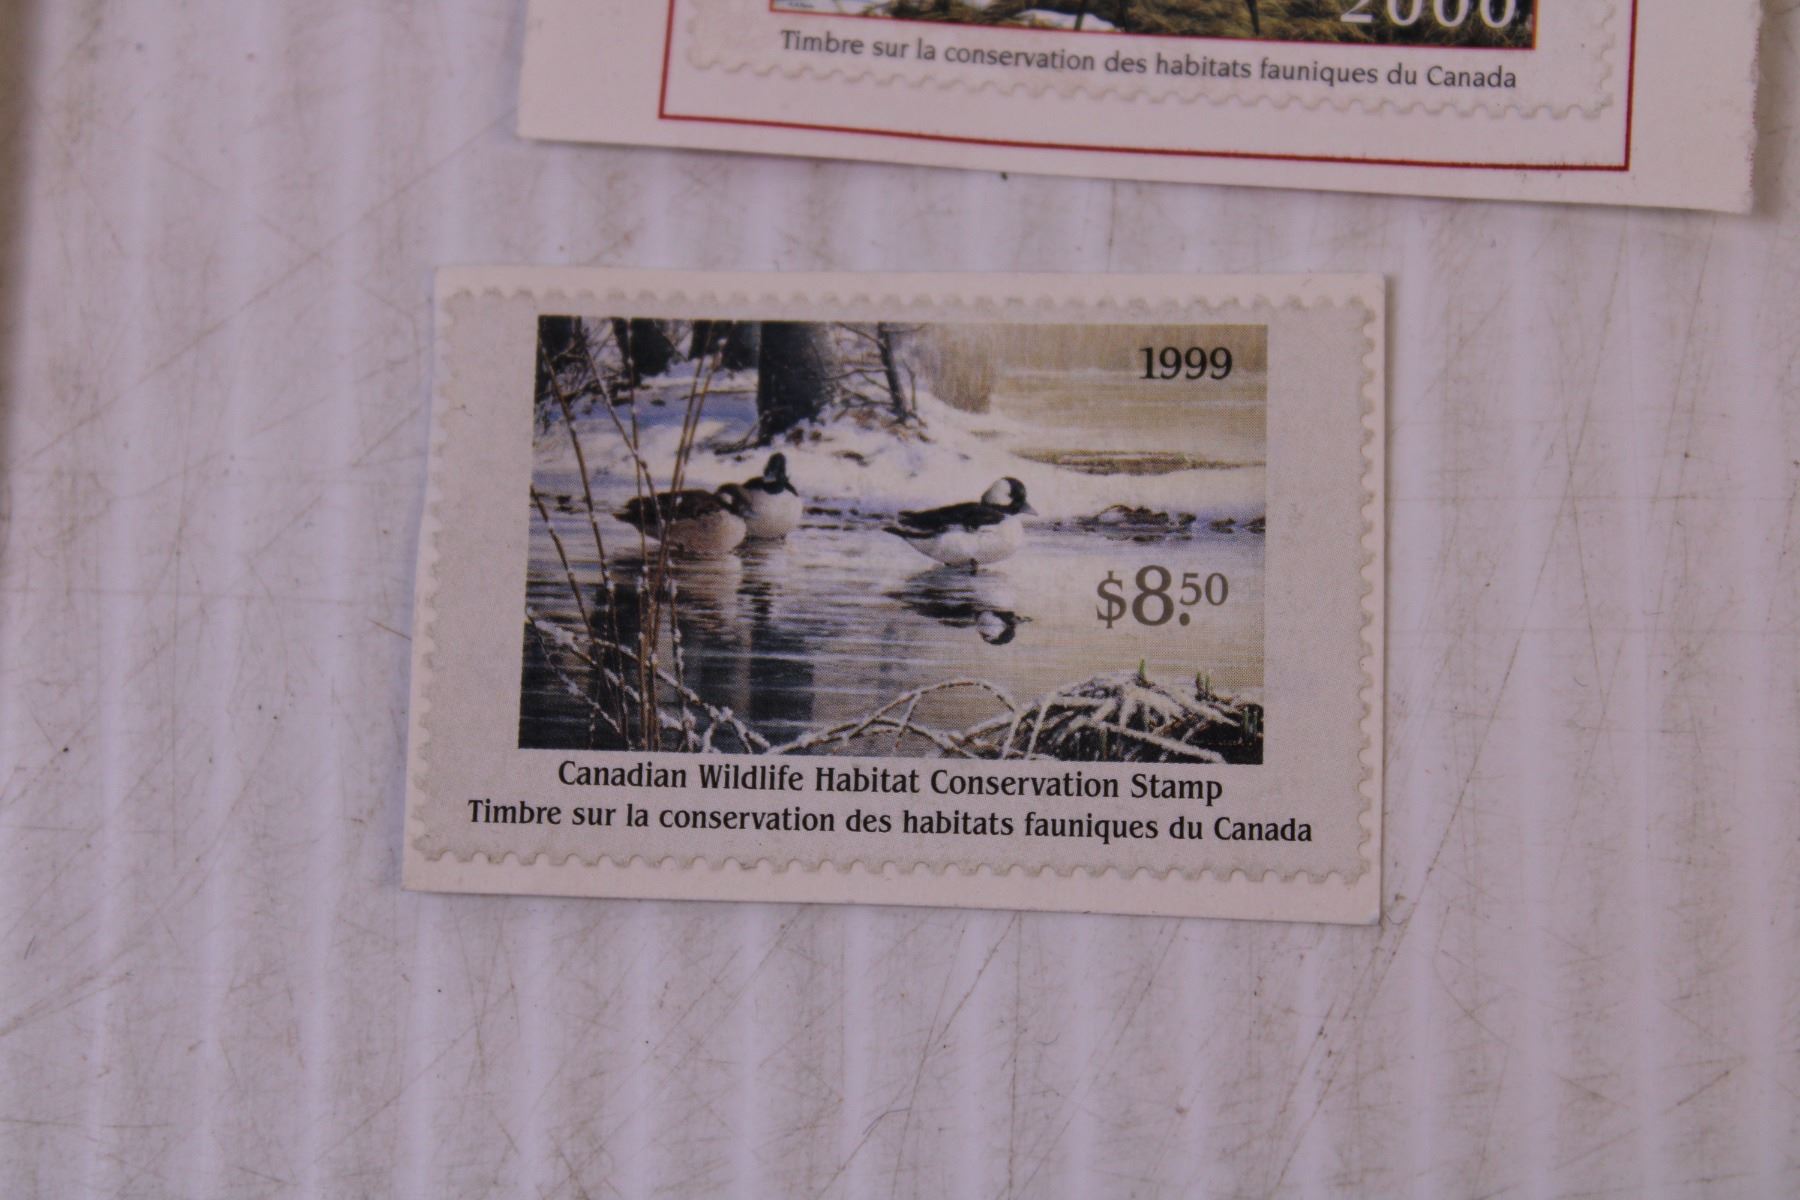 2000
Timbre sur la conservation des habitats fauniques du Canada
1999
$8.50
Canadian Wildlife Habitat Conservation Stamp
Timbre sur la conservation des habitats fauniques du Canada